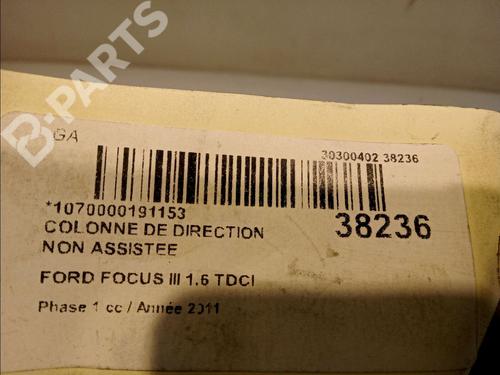 B-PARTS
GA
30300402 38236
*1070000191153
38236
COLONNE DE DIRECTION
NON ASSISTEE
FORD FOCUS III 1.6 TDCI
Phase 1 cc / Année 2011